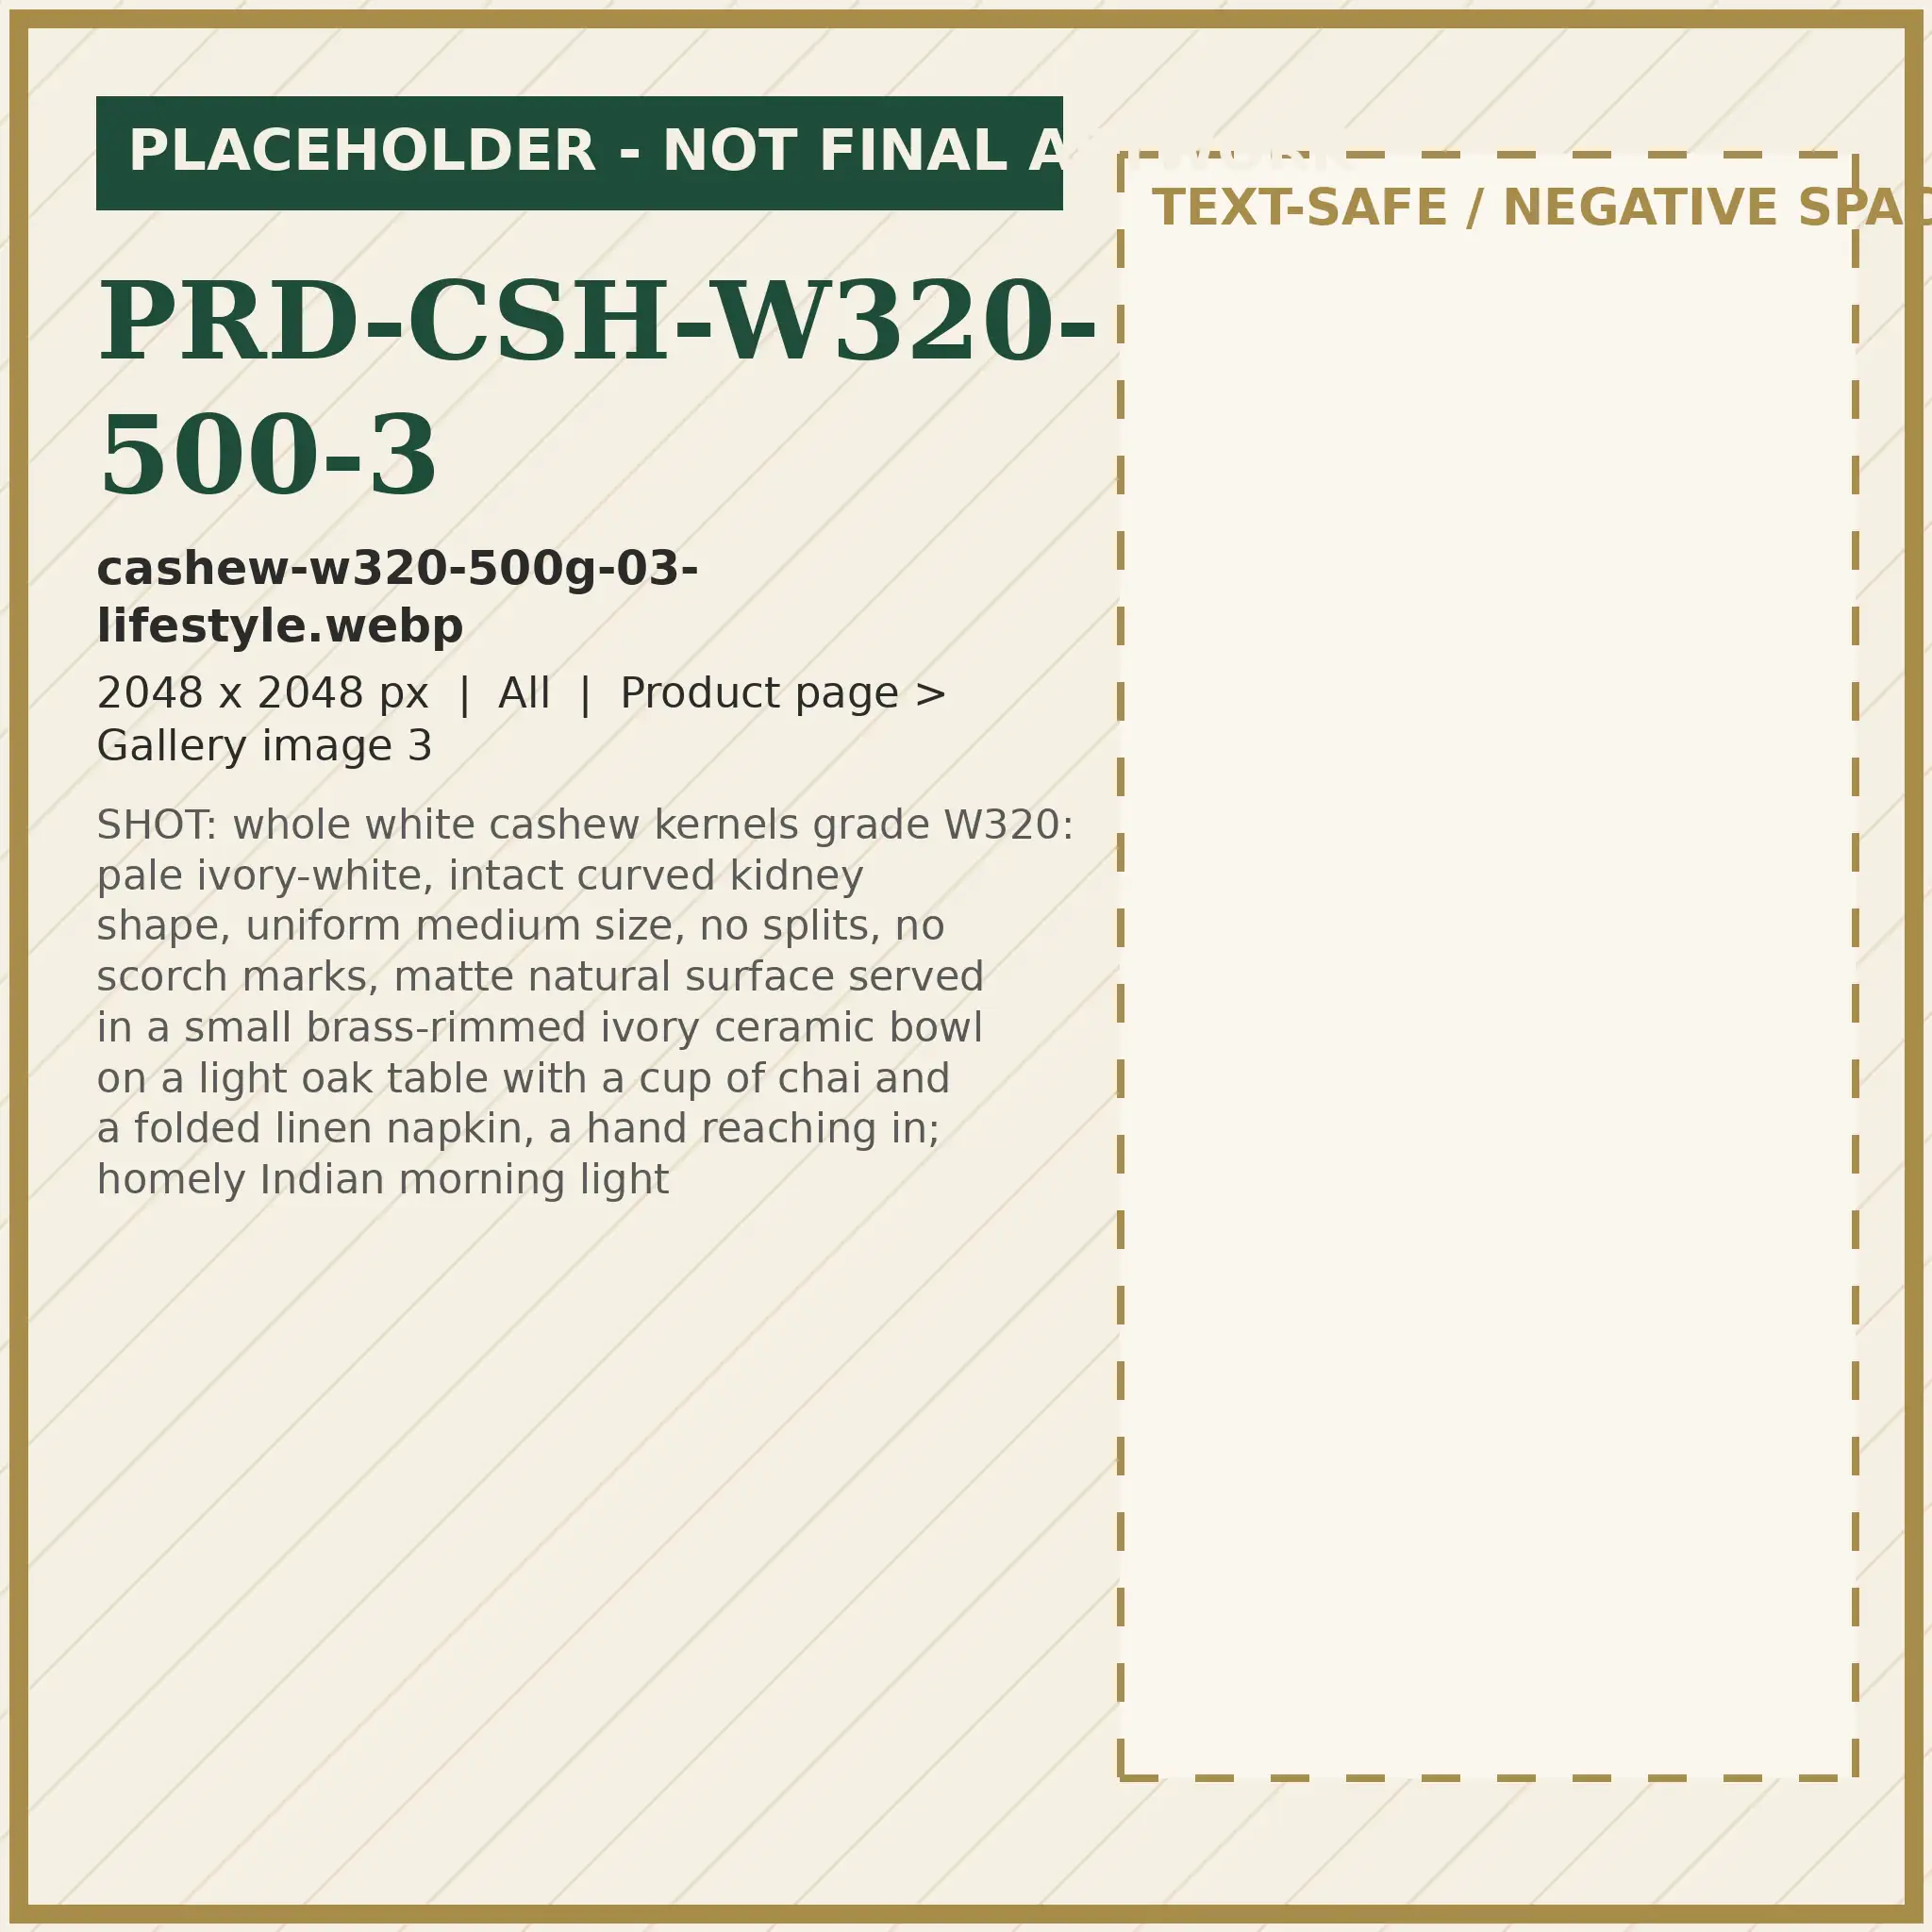 PLACEHOLDER - NOT FINAL ARTWORK
TEXT-SAFE / NEGATIVE SPAC
PRD-CSH-W320-
500-3
cashew-w320-500g-03-
lifestyle.webp
2048 x 2048 px | All | Product page >
Gallery image 3
SHOT: whole white cashew kernels grade W320:
pale ivory-white, intact curved kidney
shape, uniform medium size, no splits, no
scorch marks, matte natural surface served
in a small brass-rimmed ivory ceramic bowl
on a light oak table with a cup of chai and
a folded linen napkin, a hand reaching in;
homely Indian morning light